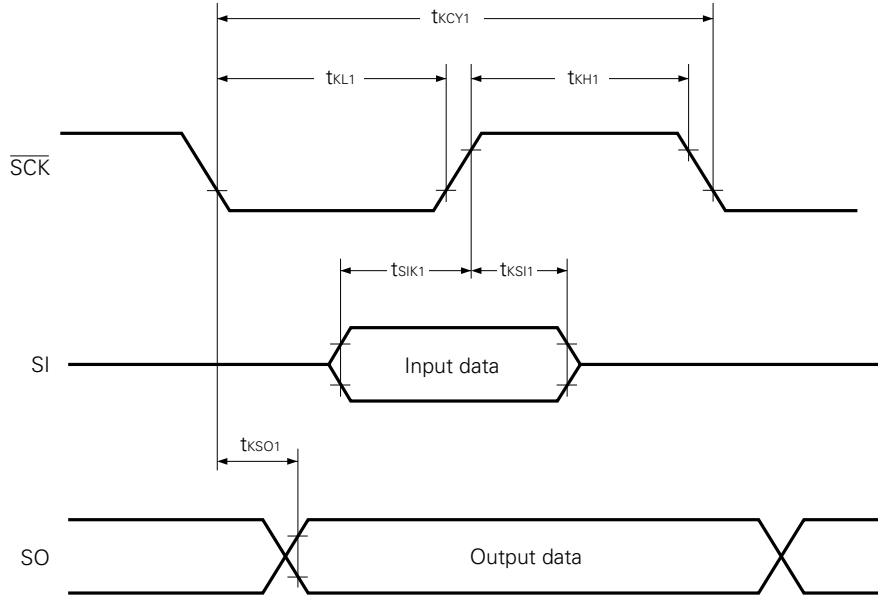 tKCY1
tKL1 tKH1
SCK
tSIK1 tKSI1
SI Input data
tKSO1
SO Output data